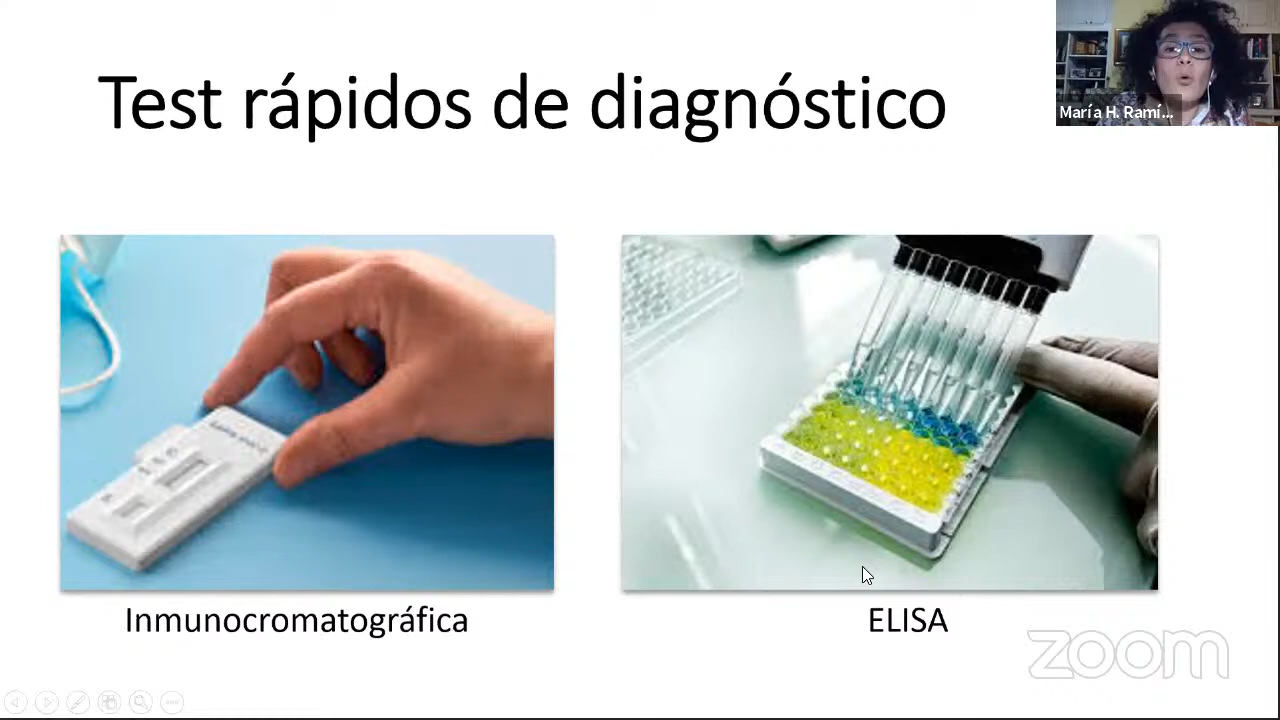 Test rápidos de diagnóstico
María H. Ramí...
Inmunocromatográfica
ELISA
zoom